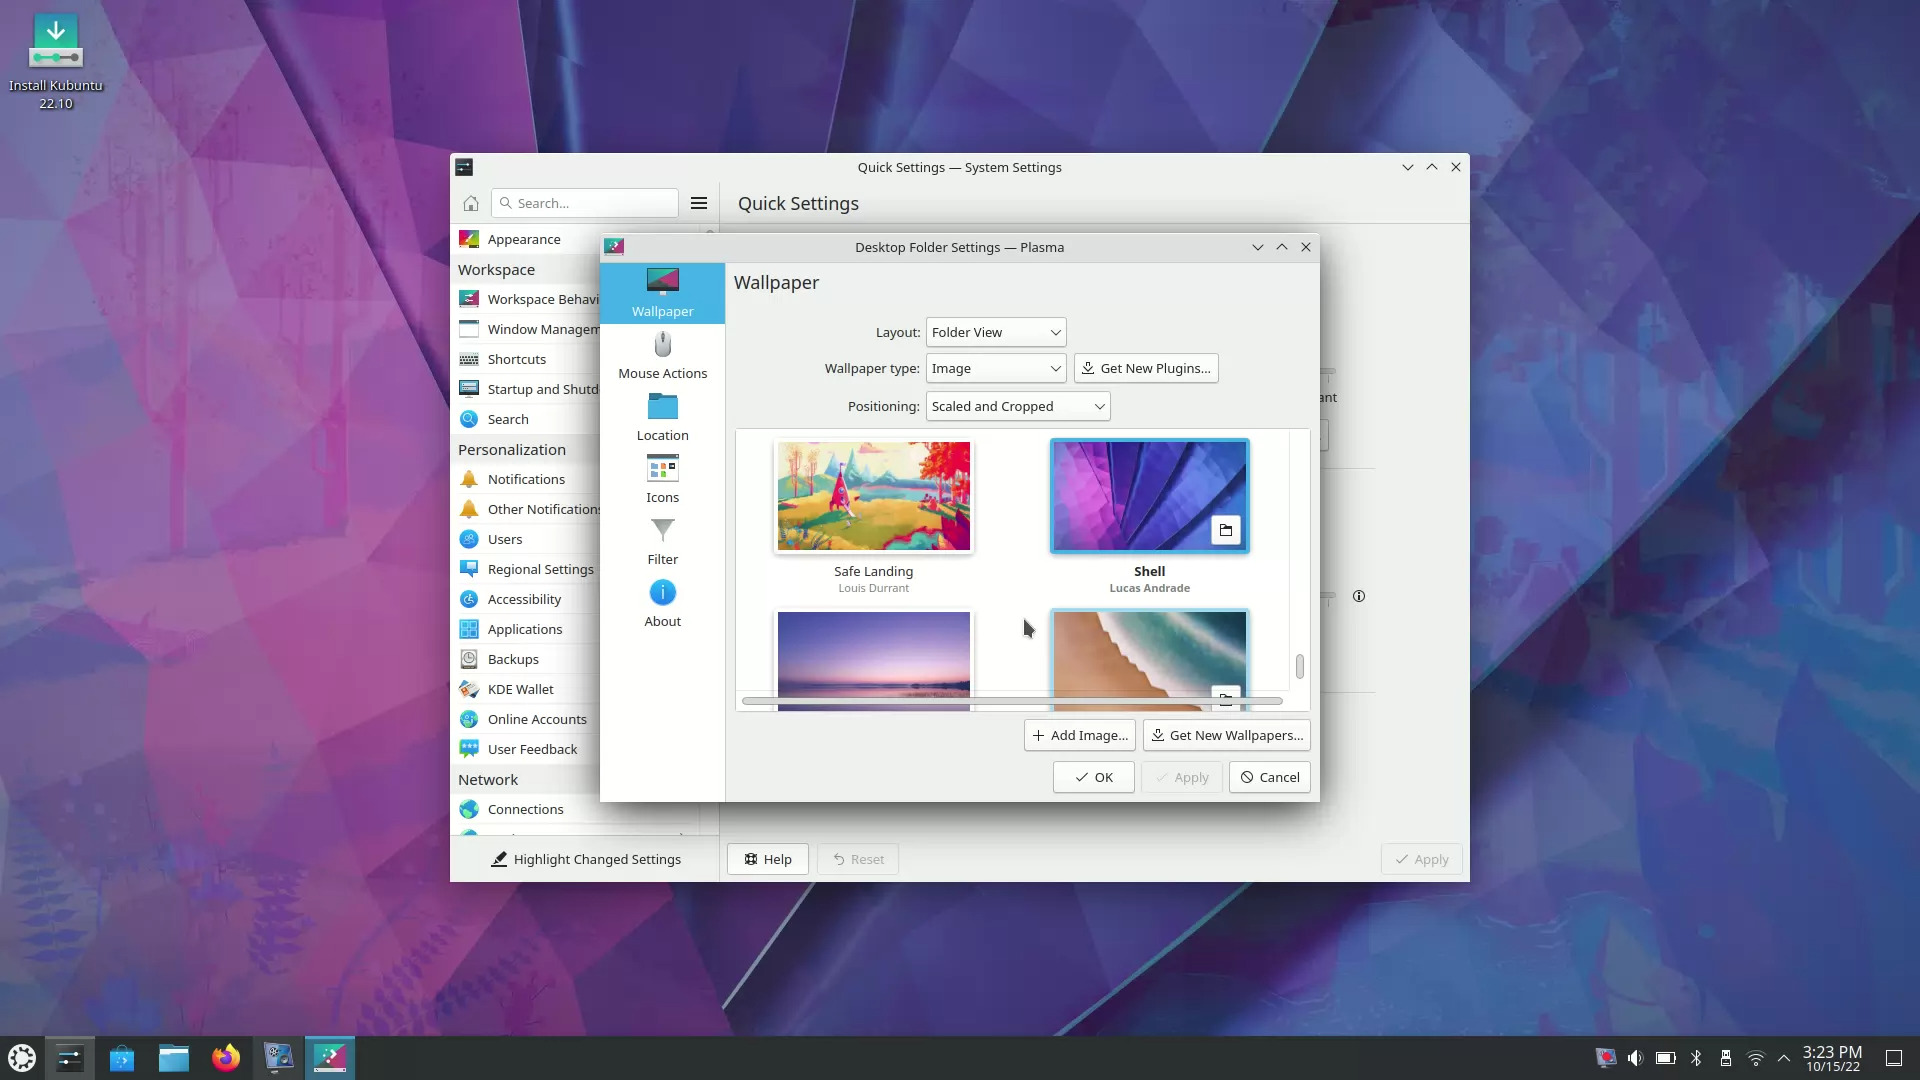 Install Kubuntu
22.10
Quick Settings — System Settings
Search...
Quick Settings
Appearance
Workspace
Workspace Behavi
Window Managem
Shortcuts
Startup and Shutd
Search
Personalization
Notifications
Other Notifications
Users
Regional Settings
Accessibility
Applications
Backups
KDE Wallet
Online Accounts
User Feedback
Network
Connections
Highlight Changed Settings
Help
Reset
Apply
ant
Desktop Folder Settings — Plasma
Wallpaper
Mouse Actions
Location
Icons
Filter
About
Wallpaper
Layout: Folder View
Wallpaper type: Image Get New Plugins...
Positioning: Scaled and Cropped
Safe Landing
Louis Durrant
Shell
Lucas Andrade
Add Image...
Get New Wallpapers...
OK
Apply
Cancel
3:23 PM
10/15/22